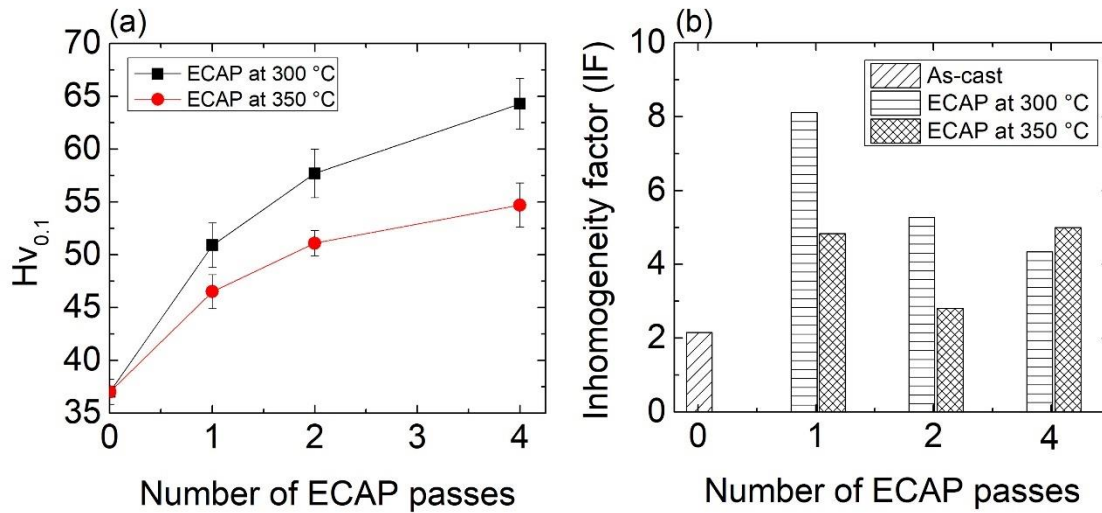 (a)
70
65
60
55
50
45
40
35
Hv0.1
ECAP at 300 °C
ECAP at 350 °C
0 1 2 3 4
Number of ECAP passes
(b)
10
8
6
4
2
0
Inhomogeneity factor (IF)
As-cast
ECAP at 300 °C
ECAP at 350 °C
0 1 2 4
Number of ECAP passes